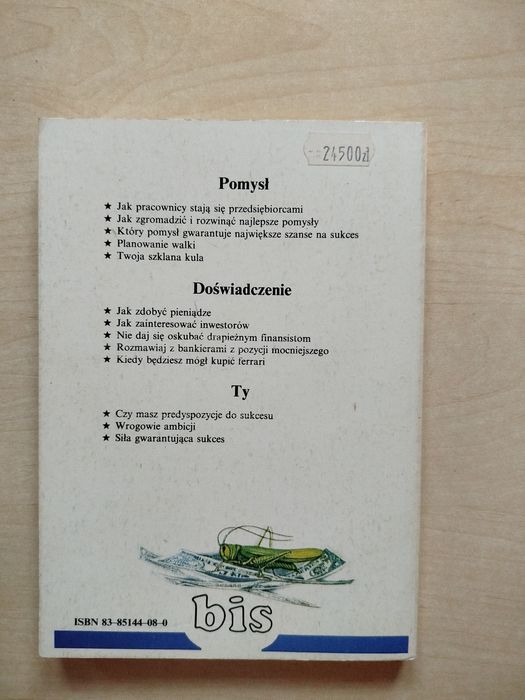 24500zł
Pomysł
★ Jak pracownicy stają się przedsiębiorcami
★ Jak zgromadzić i rozwinąć najlepsze pomysły
★ Który pomysł gwarantuje największe szanse na sukces
★ Planowanie walki
★ Twoja szklana kula
Doświadczenie
★ Jak zdobyć pieniądze
★ Jak zainteresować inwestorów
★ Nie daj się oskubać drapieżnym finansistom
★ Rozmawiaj z bankierami z pozycji mocniejszego
★ Kiedy będziesz mógł kupić ferrari
Ty
★ Czy masz predyspozycje do sukcesu
★ Wrogowie ambicji
★ Siła gwarantująca sukces
bis
ISBN 83-85144-08-0